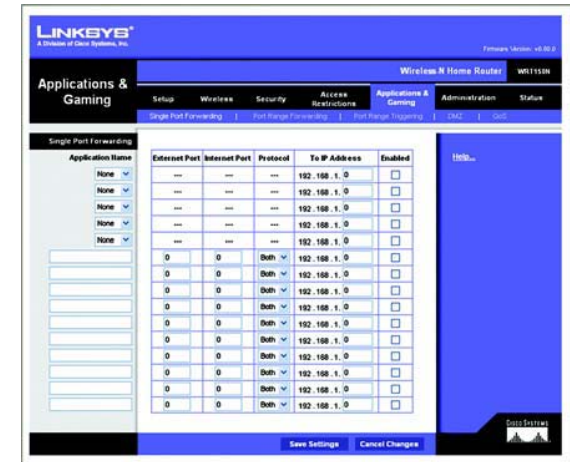 LINKSYS®
A Division of Cisco Systems, Inc.
Firmware Version: v0.00.0
Applications & Gaming
Wireless-N Home Router WRT150N
Setup Wireless Security Access Restrictions Applications & Gaming Administration Status
Single Port Forwarding | Port Range Forwarding | Port Range Triggering | DMZ | QoS
Single Port Forwarding
Application Name External Port Internet Port Protocol To IP Address Enabled
Help...
None --- --- --- 192.168.1. 0
None --- --- --- 192.168.1. 0
None --- --- --- 192.168.1. 0
None --- --- --- 192.168.1. 0
None --- --- --- 192.168.1. 0
0 0 Both 192.168.1. 0
0 0 Both 192.168.1. 0
0 0 Both 192.168.1. 0
0 0 Both 192.168.1. 0
0 0 Both 192.168.1. 0
0 0 Both 192.168.1. 0
0 0 Both 192.168.1. 0
0 0 Both 192.168.1. 0
0 0 Both 192.168.1. 0
0 0 Both 192.168.1. 0
Save Settings Cancel Changes
CISCO SYSTEMS